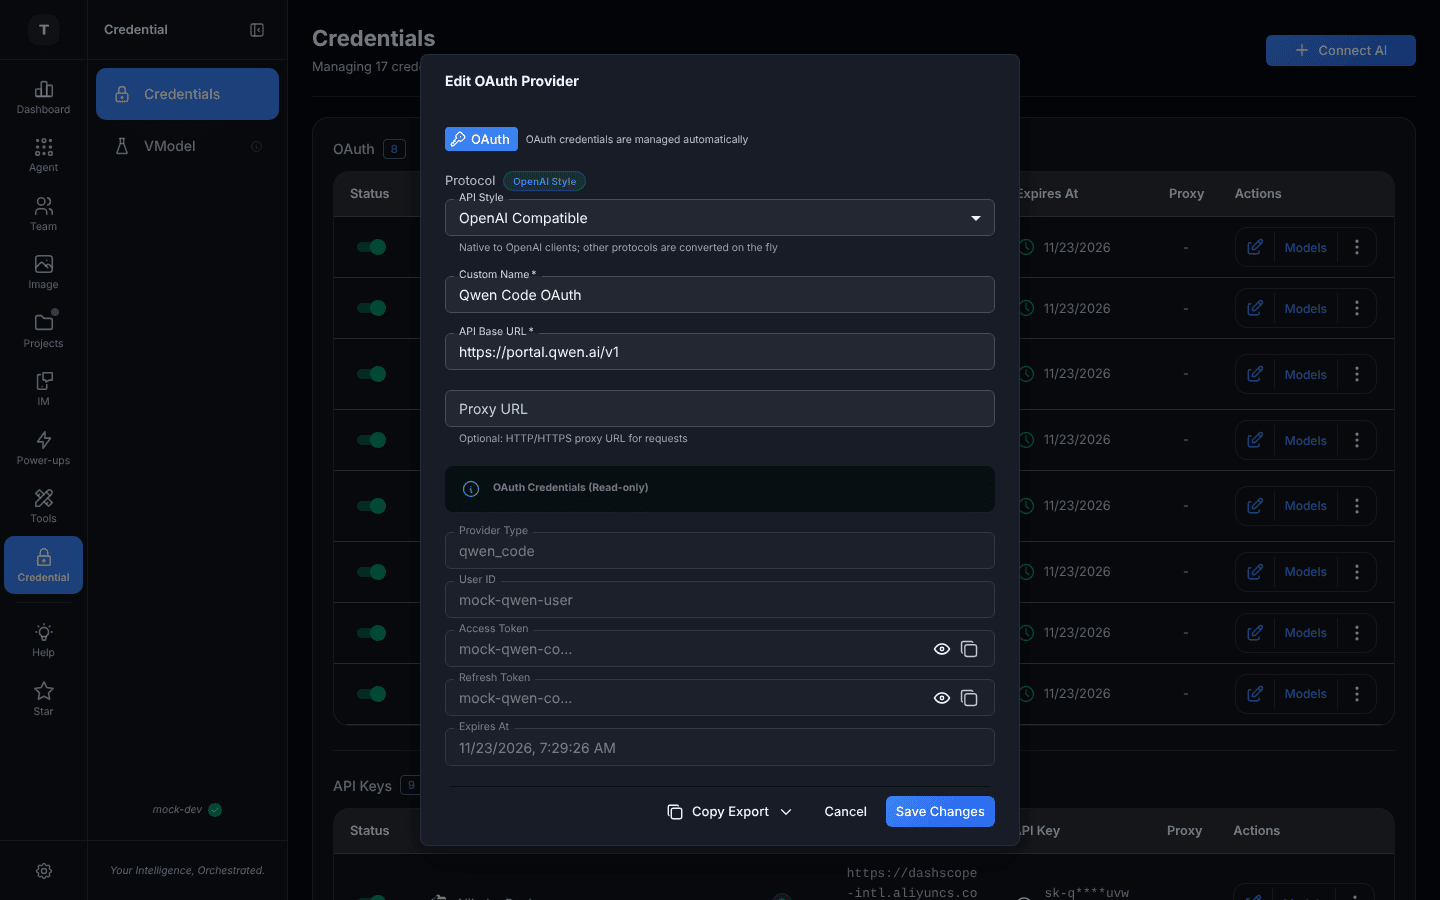 T
Credential
Dashboard
Agent
Team
Image
Projects
IM
Power-ups
Tools
Credential
Help
Star
Credentials
VModel
mock-dev
Your Intelligence, Orchestrated.
Credentials
Managing 17 cred
Connect AI
OAuth 8
Status
Expires At Proxy Actions
11/23/2026 - Models
11/23/2026 - Models
11/23/2026 - Models
11/23/2026 - Models
11/23/2026 - Models
11/23/2026 - Models
11/23/2026 - Models
11/23/2026 - Models
API Keys 9
Status
API Key Proxy Actions
https://dashscope
-intl.aliyuncs.co
sk-q****uvw
Edit OAuth Provider
OAuth OAuth credentials are managed automatically
Protocol OpenAI Style
API Style
OpenAI Compatible
Native to OpenAI clients; other protocols are converted on the fly
Custom Name *
Qwen Code OAuth
API Base URL *
https://portal.qwen.ai/v1
Proxy URL
Optional: HTTP/HTTPS proxy URL for requests
OAuth Credentials (Read-only)
Provider Type
qwen_code
User ID
mock-qwen-user
Access Token
mock-qwen-co...
Refresh Token
mock-qwen-co...
Expires At
11/23/2026, 7:29:26 AM
Copy Export Cancel Save Changes